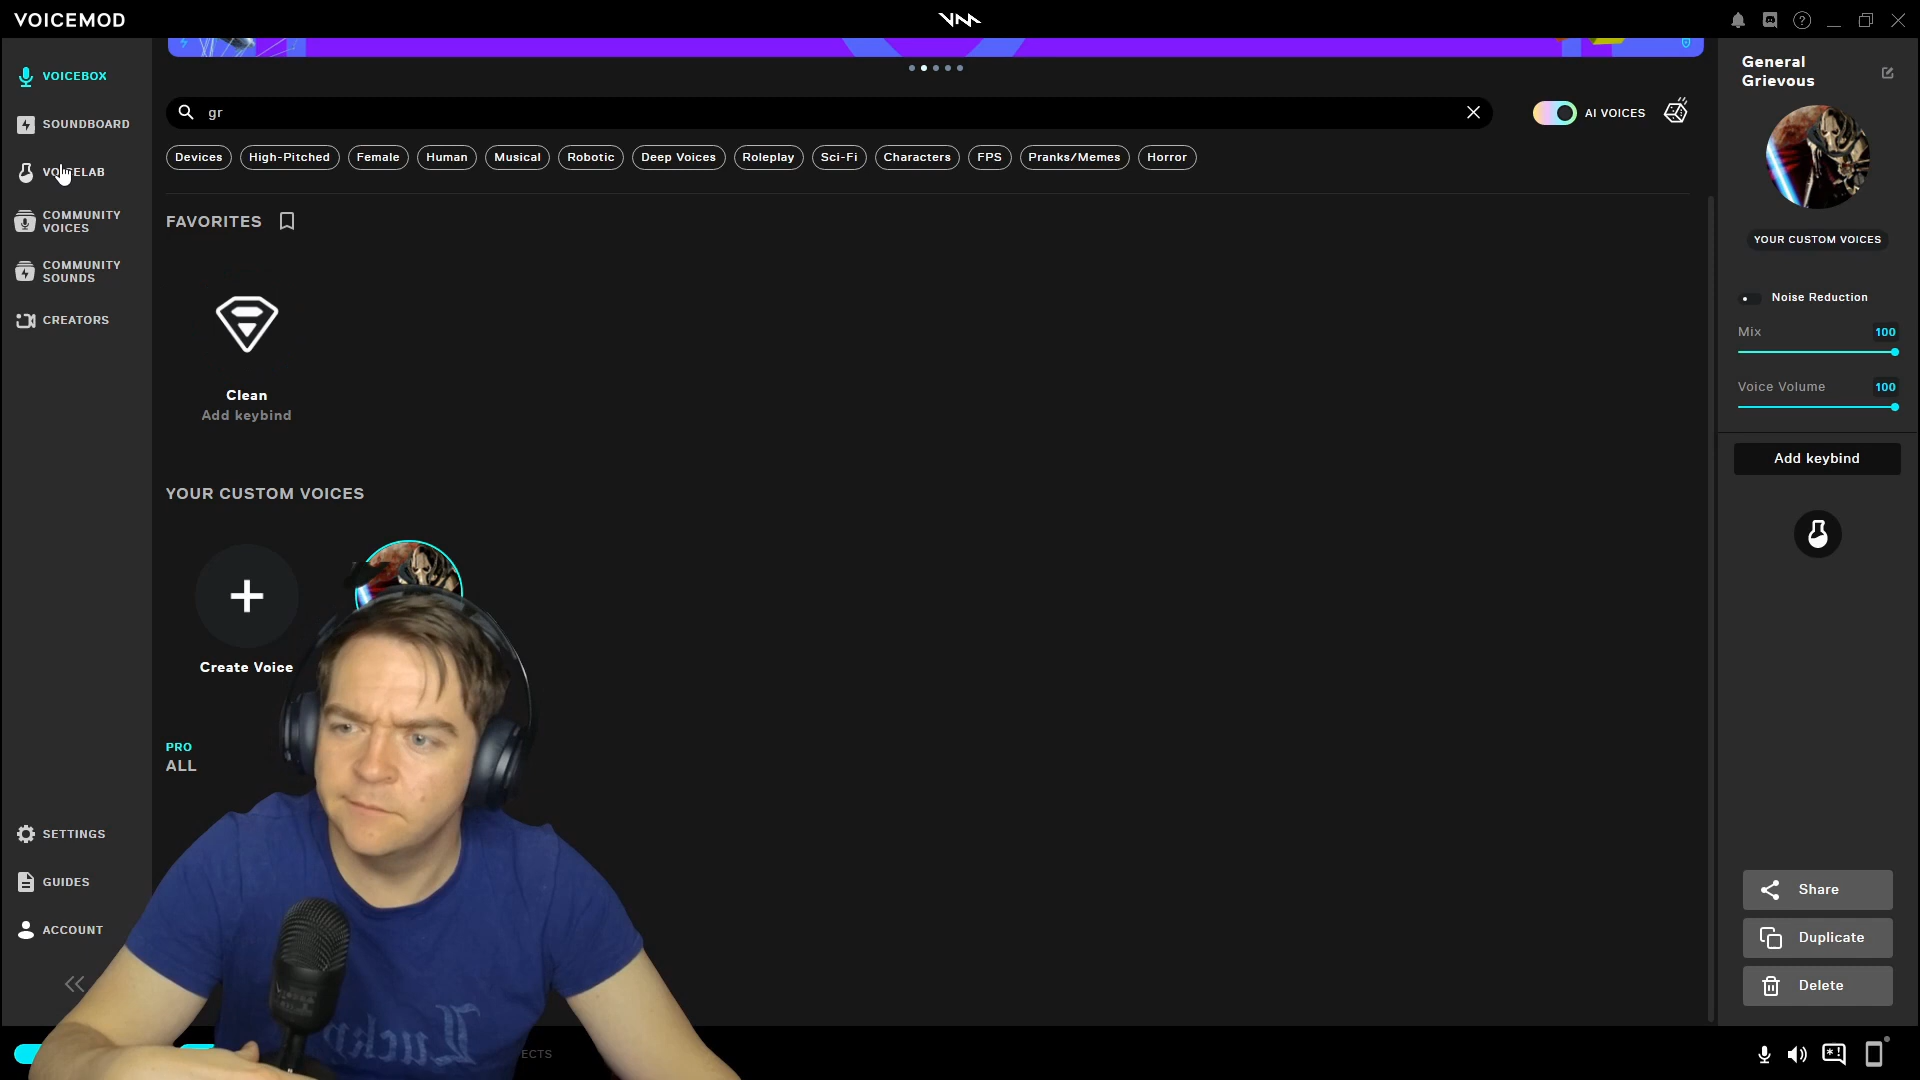 VOICEMOD
VOICEBOX
SOUNDBOARD
VOICELAB
COMMUNITY
VOICES
COMMUNITY
SOUNDS
CREATORS
SETTINGS
GUIDES
ACCOUNT
gr
AI VOICES
Devices
High-Pitched
Female
Human
Musical
Robotic
Deep Voices
Roleplay
Sci-Fi
Characters
FPS
Pranks/Memes
Horror
FAVORITES
Clean
Add keybind
YOUR CUSTOM VOICES
Create Voice
PRO
ALL
General
Grievous
YOUR CUSTOM VOICES
Noise Reduction
Mix 100
Voice Volume 100
Add keybind
Share
Duplicate
Delete